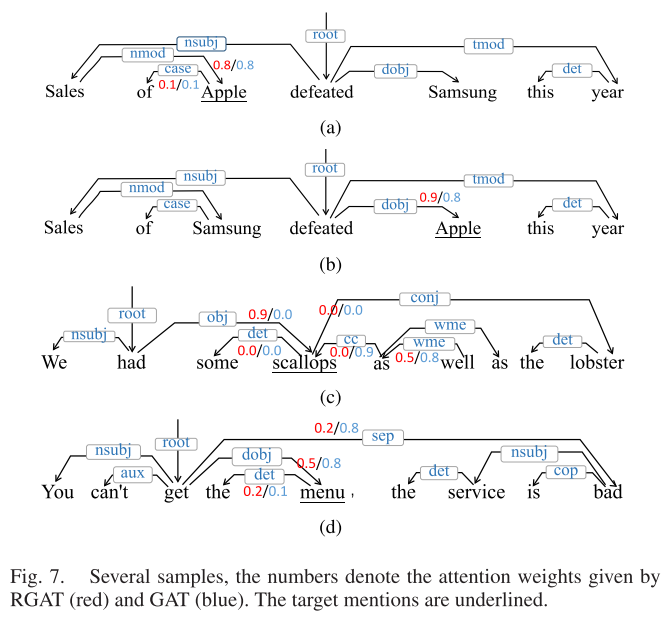 root
nsubj
tmod
nmod
case
0.8/0.8
dobj
det
0.1/0.1
Sales of Apple defeated Samsung this year
(a)
root
nsubj
tmod
nmod
0.9/0.8
case
dobj
det
Sales of Samsung defeated Apple this year
(b)
conj
root
obj
0.9/0.0
0.0/0.0
nsubj
det
cc
wme
wme
det
0.0/0.0
0.0/0.9
0.5/0.8
We had some scallops as well as the lobster
(c)
0.2/0.8
root
sep
nsubj
dobj
0.5/0.8
nsubj
aux
det
det
cop
0.2/0.1
You can't get the menu , the service is bad
(d)
Fig. 7. Several samples, the numbers denote the attention weights given by
RGAT (red) and GAT (blue). The target mentions are underlined.